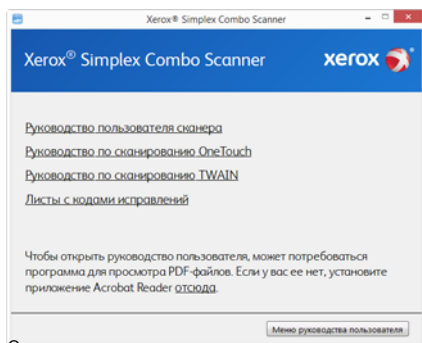 Xerox® Simplex Combo Scanner
Xerox® Simplex Combo Scanner
xerox
Руководство пользователя сканера
Руководство по сканированию OneTouch
Руководство по сканированию TWAIN
Листы с кодами исправлений
Чтобы открыть руководство пользователя, может потребоваться
программа для просмотра PDF-файлов. Если у вас ее нет, установите
приложение Acrobat Reader отсюда.
Меню руководства пользователя